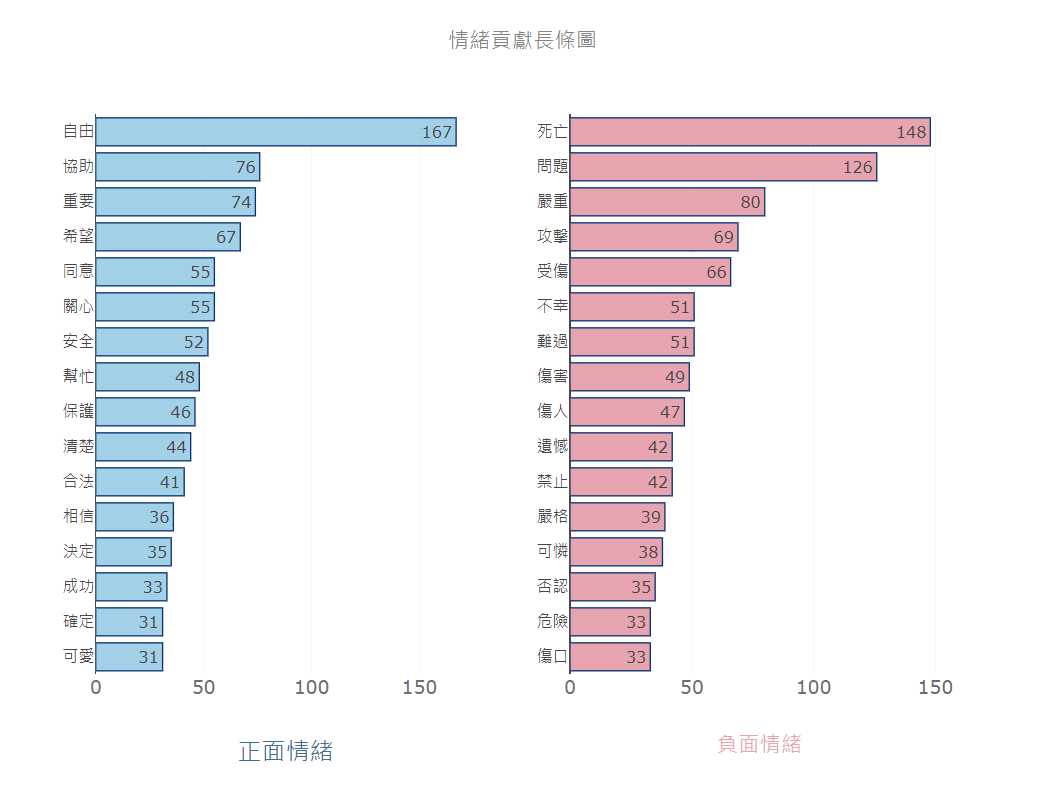 情緒貢獻長條圖
自由 167
協助 76
重要 74
希望 67
同意 55
關心 55
安全 52
幫忙 48
保護 46
清楚 44
合法 41
相信 36
決定 35
成功 33
確定 31
可愛 31
0 50 100 150
正面情緒
死亡 148
問題 126
嚴重 80
攻擊 69
受傷 66
不幸 51
難過 51
傷害 49
傷人 47
遺憾 42
禁止 42
嚴格 39
可憐 38
否認 35
危險 33
傷口 33
0 50 100 150
負面情緒